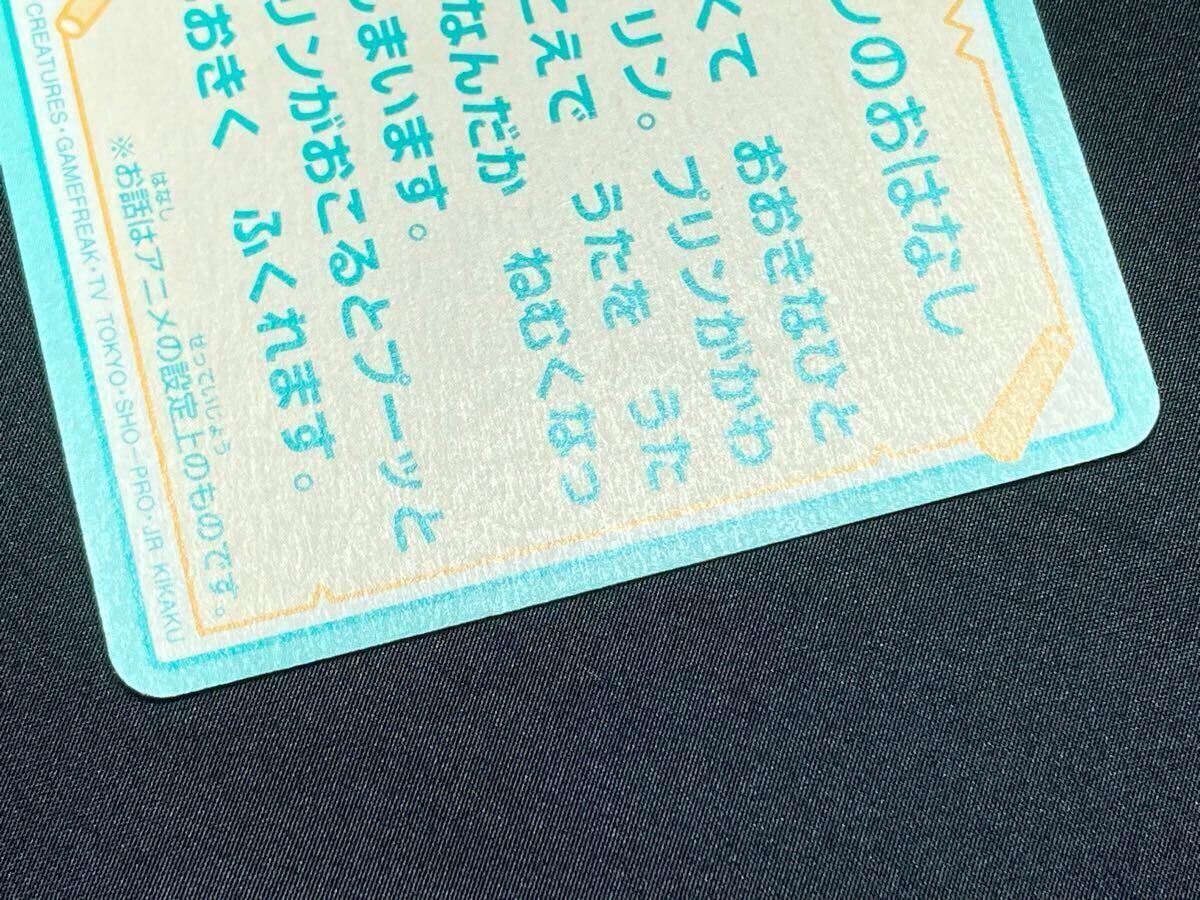 ンのおはなし
くて おおきなひと
リン。プリンがかわ
こえで うたを うた
なんだか ねむくなっ
しまいます。
リンがおこるとプーッと
おきく ふくれます。
※お話はアニメの設定上のものです。
CREATURES・GAMEFREAK・TV TOKYO・SHO-PRO・JR KIKAKU